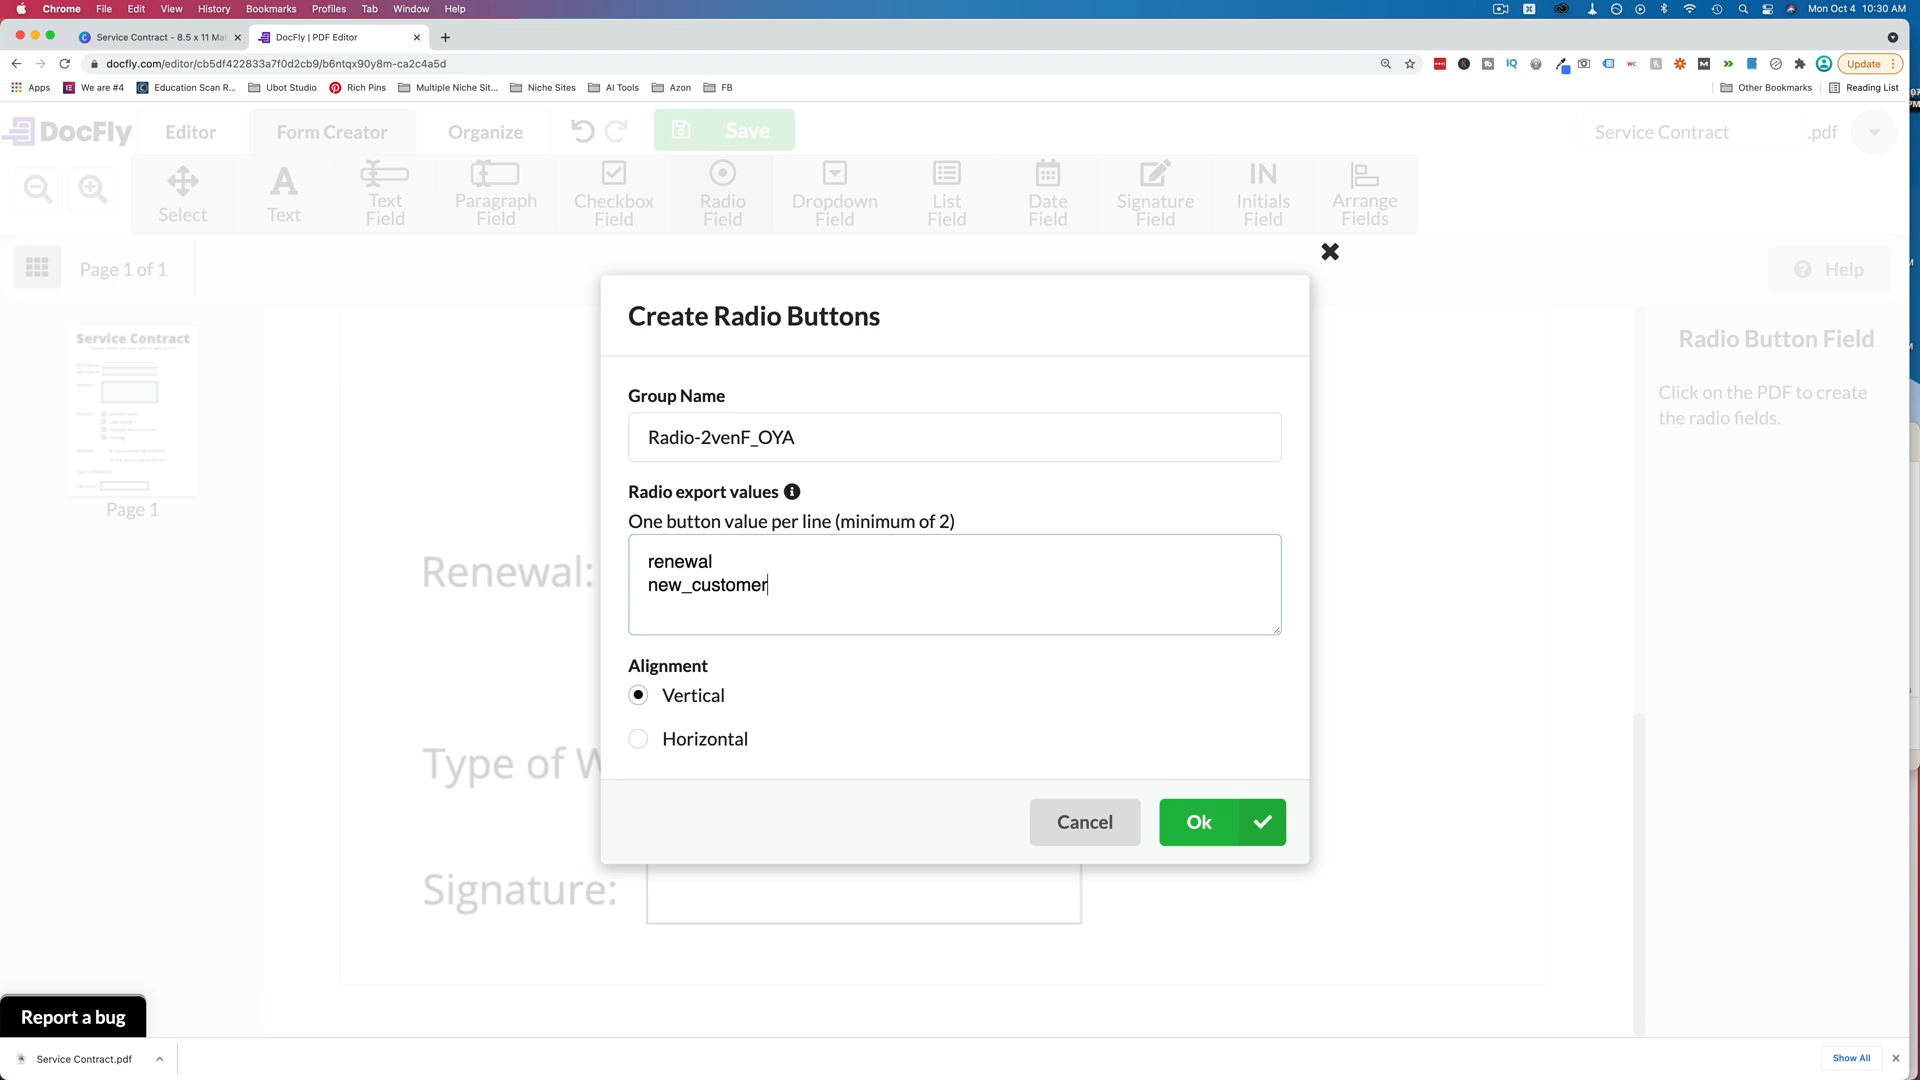 Chrome File Edit View History Bookmarks Profiles Tab Window Help
Mon Oct 4 10:30 AM
Service Contract - 8.5 x 11 Ma
DocFly | PDF Editor
docfly.com/editor/cb5df422833a7f0d2cb9/b6ntqx90y8m-ca2c4a5d
Update
Apps We are #4 Education Scan R... Ubot Studio Rich Pins Multiple Niche Sit... Niche Sites AI Tools Azon FB Other Bookmarks Reading List
DocFly Editor Form Creator Organize Save Service Contract .pdf
Select
Text
Text Field
Paragraph Field
Checkbox Field
Radio Field
Dropdown Field
List Field
Date Field
Signature Field
IN
Initials Field
Arrange Fields
Page 1 of 1
Help
Service Contract
Page 1
Create Radio Buttons
Group Name
Radio-2venF_OYA
Radio export values
One button value per line (minimum of 2)
renewal
new_customer
Alignment
Vertical
Horizontal
Cancel
Ok
Radio Button Field
Click on the PDF to create
the radio fields.
Renewal:
Type of W
Signature:
Report a bug
Service Contract.pdf
Show All